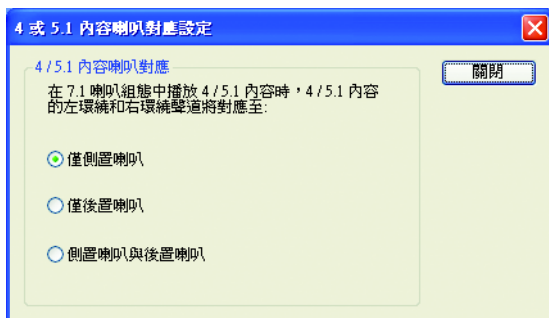 4 或 5.1 內容喇叭對應設定
4 / 5.1 內容喇叭對應
關閉
在 7.1 喇叭組態中播放 4 / 5.1 內容時，4 / 5.1 內容
的左環繞和右環繞聲道將對應至:
僅側置喇叭
僅後置喇叭
側置喇叭與後置喇叭